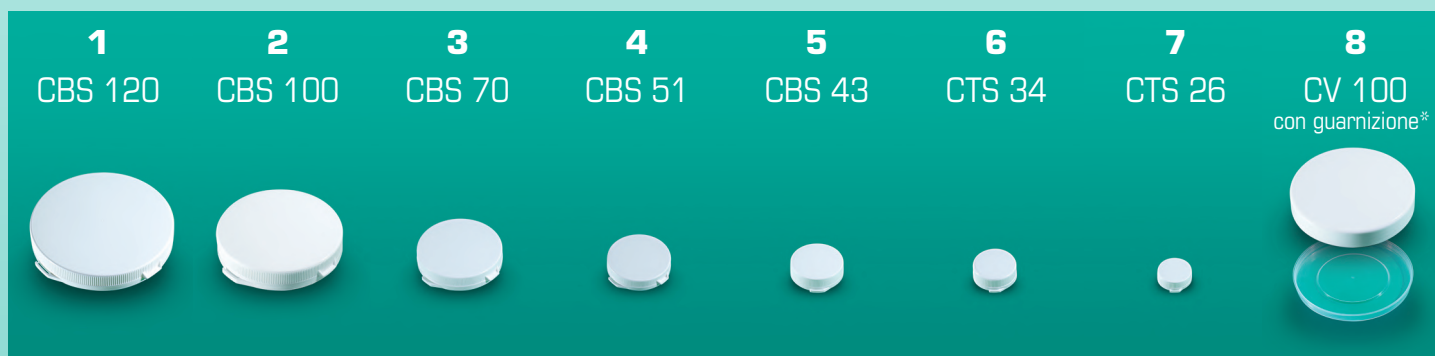 1
CBS 120
2
CBS 100
3
CBS 70
4
CBS 51
5
CBS 43
6
CTS 34
7
CTS 26
8
CV 100
con guarnizione*